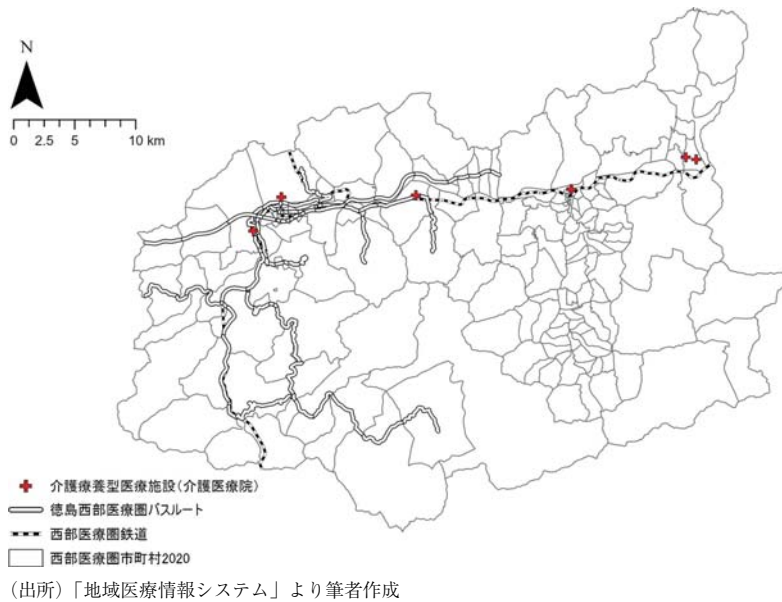 N
0 2.5 5 10 km
介護療養型医療施設(介護医療院)
徳島西部医療圏バスルート
西部医療圏鉄道
西部医療圏市町村2020
(出所)「地域医療情報システム」より筆者作成